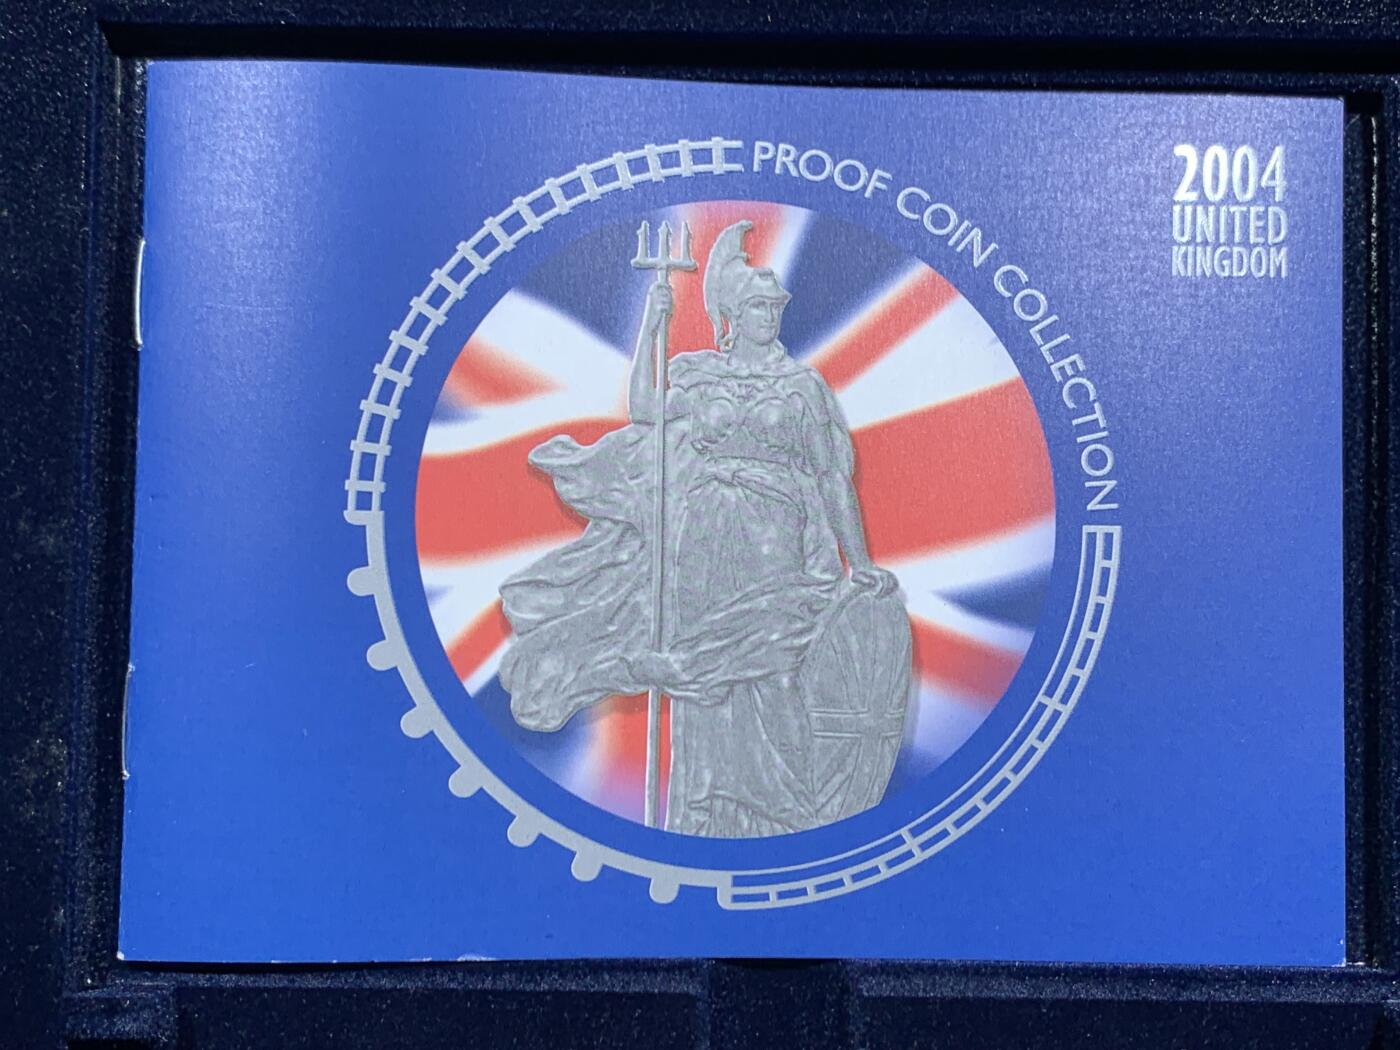 PROOF COIN COLLECTION
2004
UNITED
KINGDOM